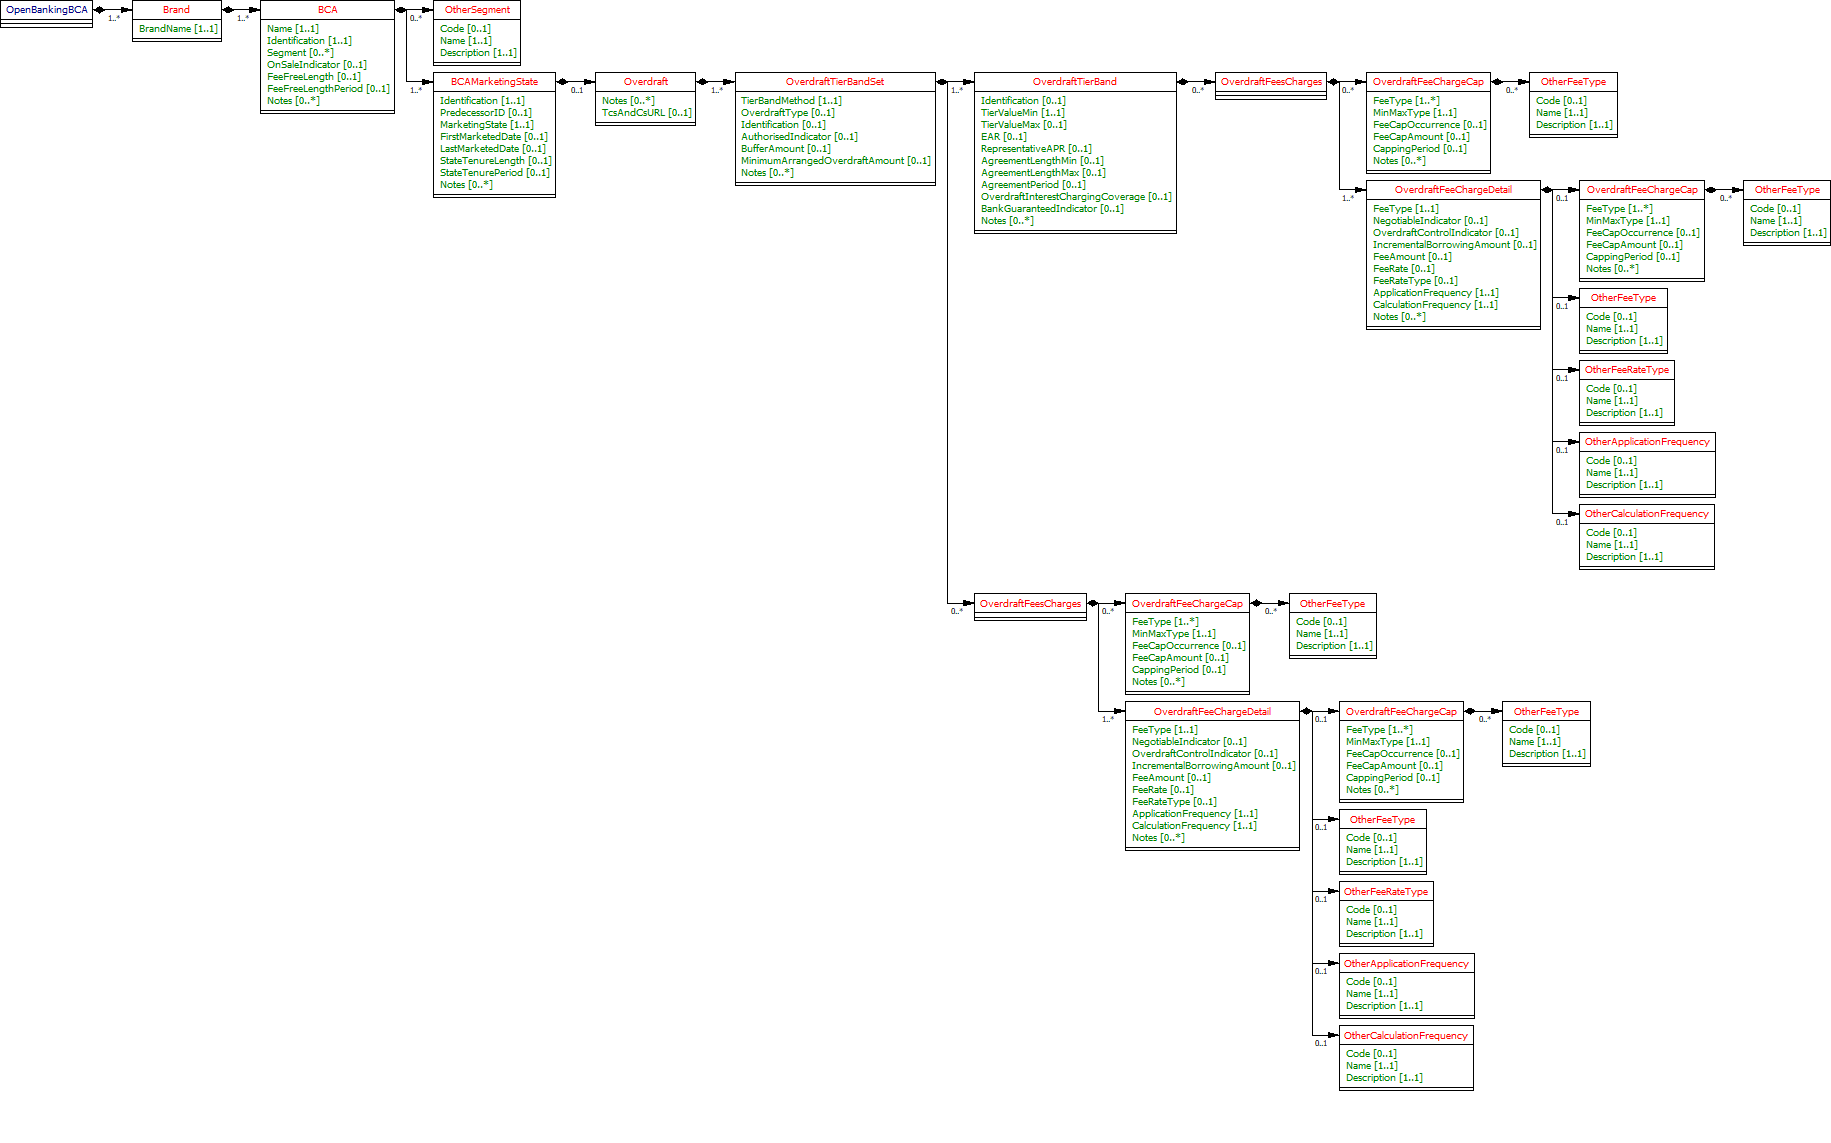 OpenBankingBCA
1..*
Brand
BrandName [1..1]
1..*
BCA
Name [1..1]
Identification [1..1]
Segment [0..*]
OnSaleIndicator [0..1]
FeeFreeLength [0..1]
FeeFreeLengthPeriod [0..1]
Notes [0..*]
0..*
OtherSegment
Code [0..1]
Name [1..1]
Description [1..1]
1..*
BCAMarketingState
Identification [1..1]
PredecessorID [0..1]
MarketingState [1..1]
FirstMarketedDate [0..1]
LastMarketedDate [0..1]
StateTenureLength [0..1]
StateTenurePeriod [0..1]
Notes [0..*]
0..1
Overdraft
Notes [0..*]
TcsAndCsURL [0..1]
1..*
OverdraftTierBandSet
TierBandMethod [1..1]
OverdraftType [0..1]
Identification [0..1]
AuthorisedIndicator [0..1]
BufferAmount [0..1]
MinimumArrangedOverdraftAmount [0..1]
Notes [0..*]
1..*
OverdraftTierBand
Identification [0..1]
TierValueMin [1..1]
TierValueMax [0..1]
EAR [0..1]
RepresentativeAPR [0..1]
AgreementLengthMin [0..1]
AgreementLengthMax [0..1]
AgreementPeriod [0..1]
OverdraftInterestChargingCoverage [0..1]
BankGuaranteedIndicator [0..1]
Notes [0..*]
0..*
OverdraftFeesCharges
0..*
OverdraftFeeChargeCap
FeeType [1..*]
MinMaxType [1..1]
FeeCapOccurrence [0..1]
FeeCapAmount [0..1]
CappingPeriod [0..1]
Notes [0..*]
0..*
OtherFeeType
Code [0..1]
Name [1..1]
Description [1..1]
1..*
OverdraftFeeChargeDetail
FeeType [1..1]
NegotiableIndicator [0..1]
OverdraftControlIndicator [0..1]
IncrementalBorrowingAmount [0..1]
FeeAmount [0..1]
FeeRate [0..1]
FeeRateType [0..1]
ApplicationFrequency [1..1]
CalculationFrequency [1..1]
Notes [0..*]
0..1
OverdraftFeeChargeCap
FeeType [1..*]
MinMaxType [1..1]
FeeCapOccurrence [0..1]
FeeCapAmount [0..1]
CappingPeriod [0..1]
Notes [0..*]
0..*
OtherFeeType
Code [0..1]
Name [1..1]
Description [1..1]
0..1
OtherFeeType
Code [0..1]
Name [1..1]
Description [1..1]
0..1
OtherFeeRateType
Code [0..1]
Name [1..1]
Description [1..1]
0..1
OtherApplicationFrequency
Code [0..1]
Name [1..1]
Description [1..1]
0..1
OtherCalculationFrequency
Code [0..1]
Name [1..1]
Description [1..1]
0..*
OverdraftFeesCharges
0..*
OverdraftFeeChargeCap
FeeType [1..*]
MinMaxType [1..1]
FeeCapOccurrence [0..1]
FeeCapAmount [0..1]
CappingPeriod [0..1]
Notes [0..*]
0..*
OtherFeeType
Code [0..1]
Name [1..1]
Description [1..1]
1..*
OverdraftFeeChargeDetail
FeeType [1..1]
NegotiableIndicator [0..1]
OverdraftControlIndicator [0..1]
IncrementalBorrowingAmount [0..1]
FeeAmount [0..1]
FeeRate [0..1]
FeeRateType [0..1]
ApplicationFrequency [1..1]
CalculationFrequency [1..1]
Notes [0..*]
0..1
OverdraftFeeChargeCap
FeeType [1..*]
MinMaxType [1..1]
FeeCapOccurrence [0..1]
FeeCapAmount [0..1]
CappingPeriod [0..1]
Notes [0..*]
0..*
OtherFeeType
Code [0..1]
Name [1..1]
Description [1..1]
0..1
OtherFeeType
Code [0..1]
Name [1..1]
Description [1..1]
0..1
OtherFeeRateType
Code [0..1]
Name [1..1]
Description [1..1]
0..1
OtherApplicationFrequency
Code [0..1]
Name [1..1]
Description [1..1]
0..1
OtherCalculationFrequency
Code [0..1]
Name [1..1]
Description [1..1]